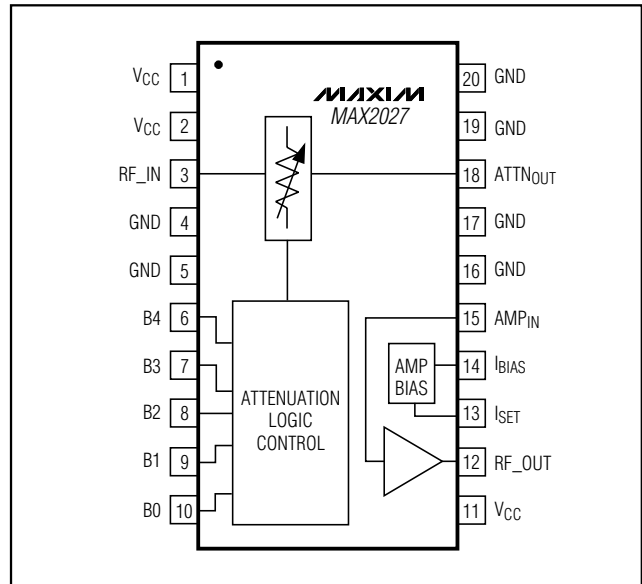 VCC 1
VCC 2
RF_IN 3
GND 4
GND 5
B4 6
B3 7
B2 8
B1 9
B0 10
MAXIM
MAX2027
ATTENUATION
LOGIC
CONTROL
AMP
BIAS
20 GND
19 GND
18 ATTNOUT
17 GND
16 GND
15 AMPIN
14 IBIAS
13 ISET
12 RF_OUT
11 VCC